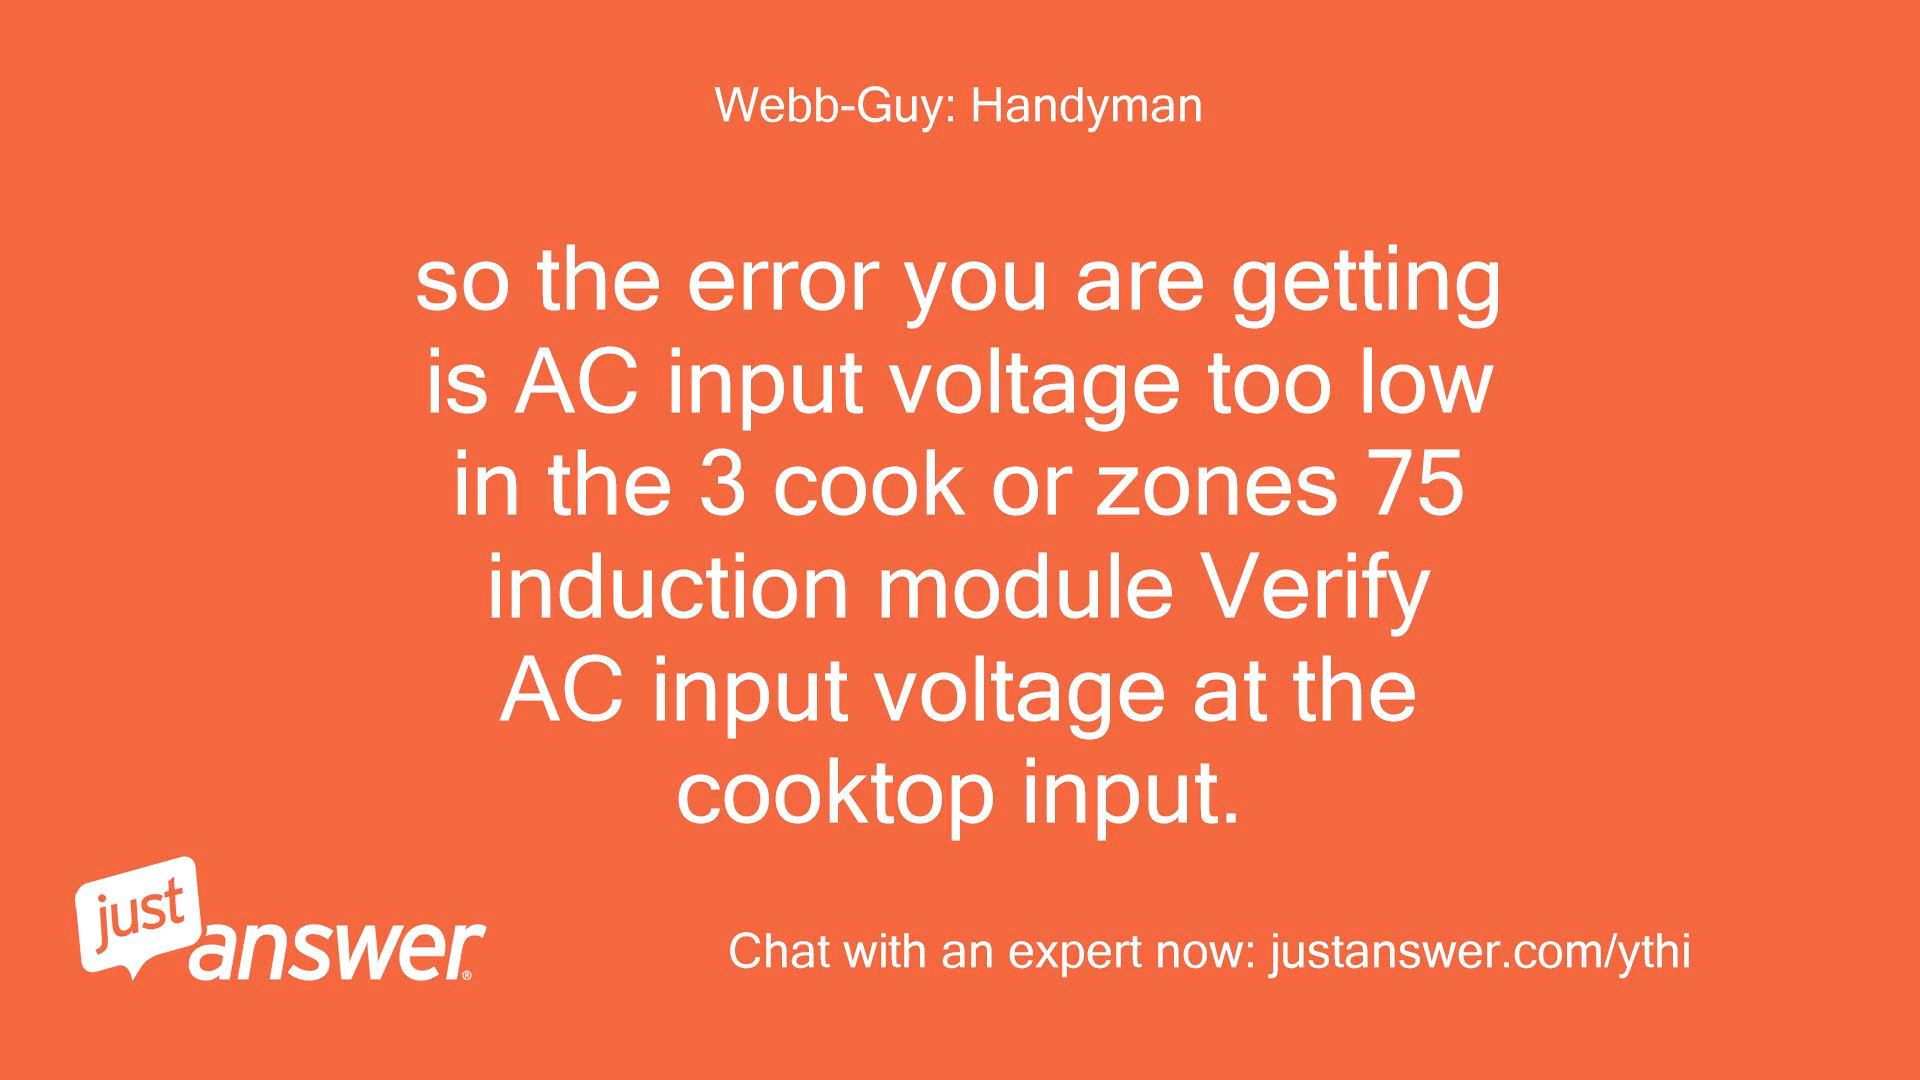 Webb-Guy: Handyman
so the error you are getting
is AC input voltage too low
in the 3 cook or zones 75
induction module Verify
AC input voltage at the
cooktop input.
just
answer®
Chat with an expert now: justanswer.com/ythi